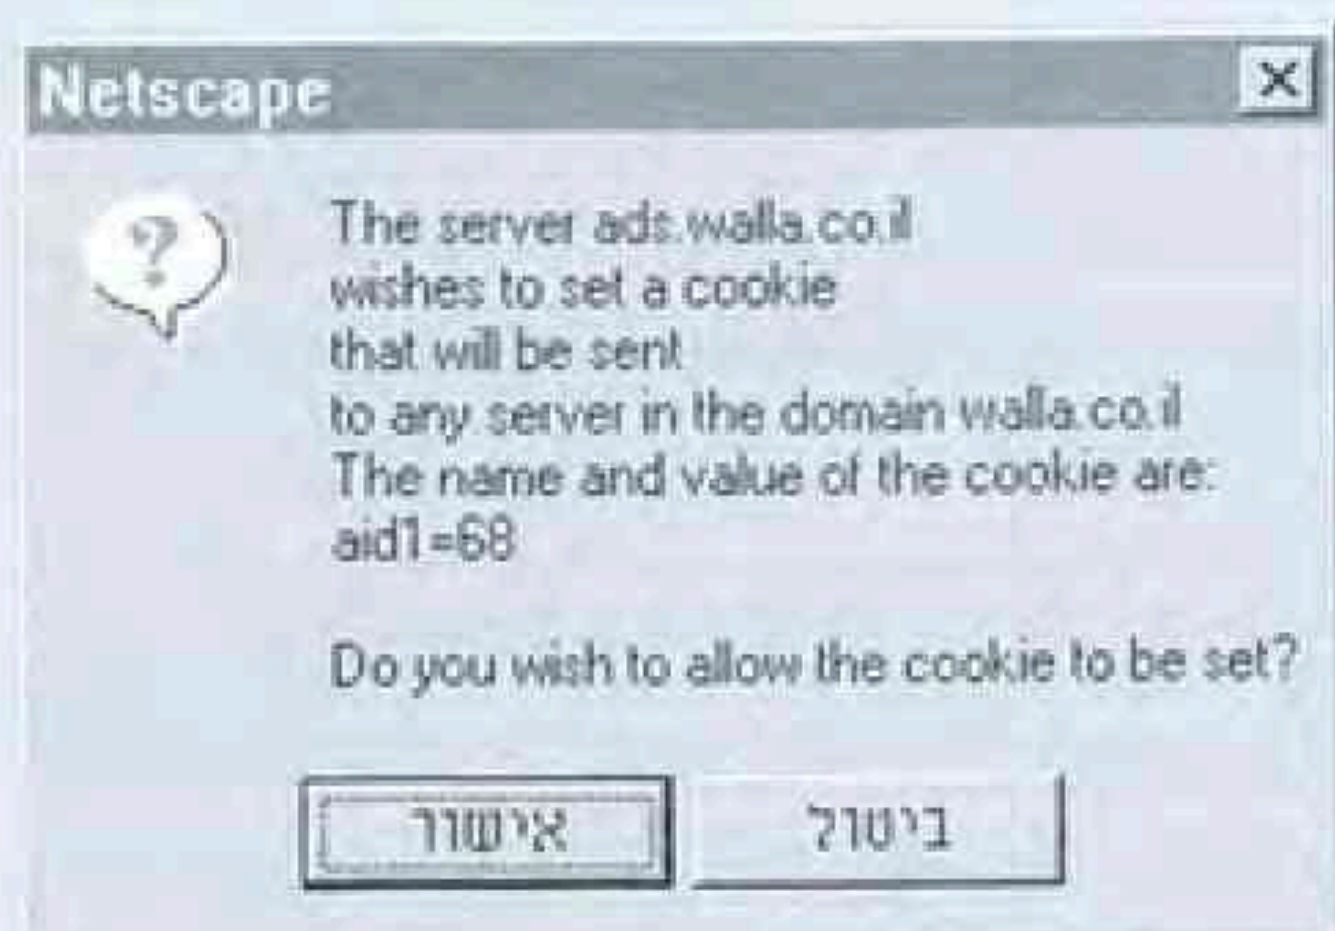 Netscape
?
The server ads.walla.co.il
wishes to set a cookie
that will be sent
to any server in the domain walla.co.il
The name and value of the cookie are:
aid1=68
Do you wish to allow the cookie to be set?
אישור
ביטול